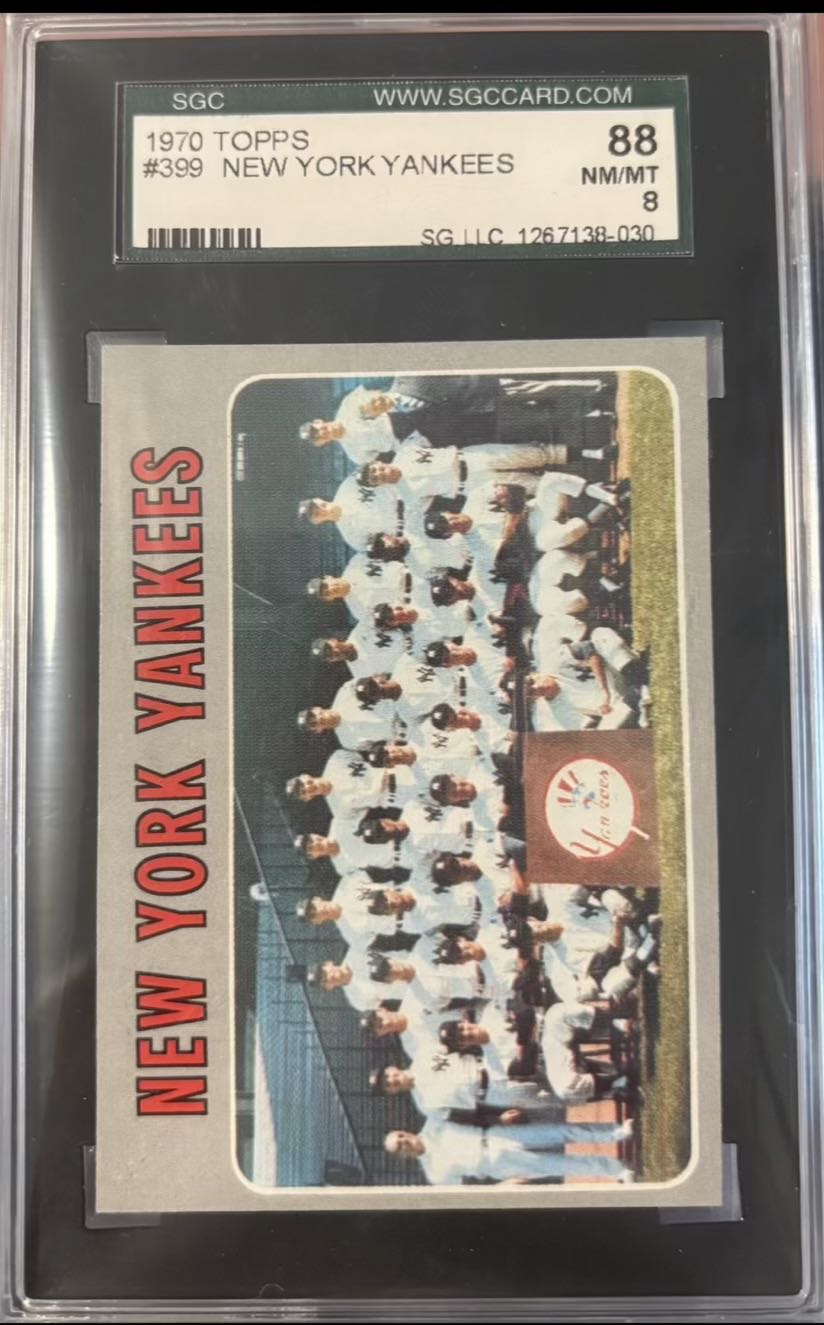 SGC WWW.SGCCARD.COM
1970 TOPPS 88
#399 NEW YORK YANKEES NM/MT
8
SG LLC 1267138-030
NEW YORK YANKEES
Yankees